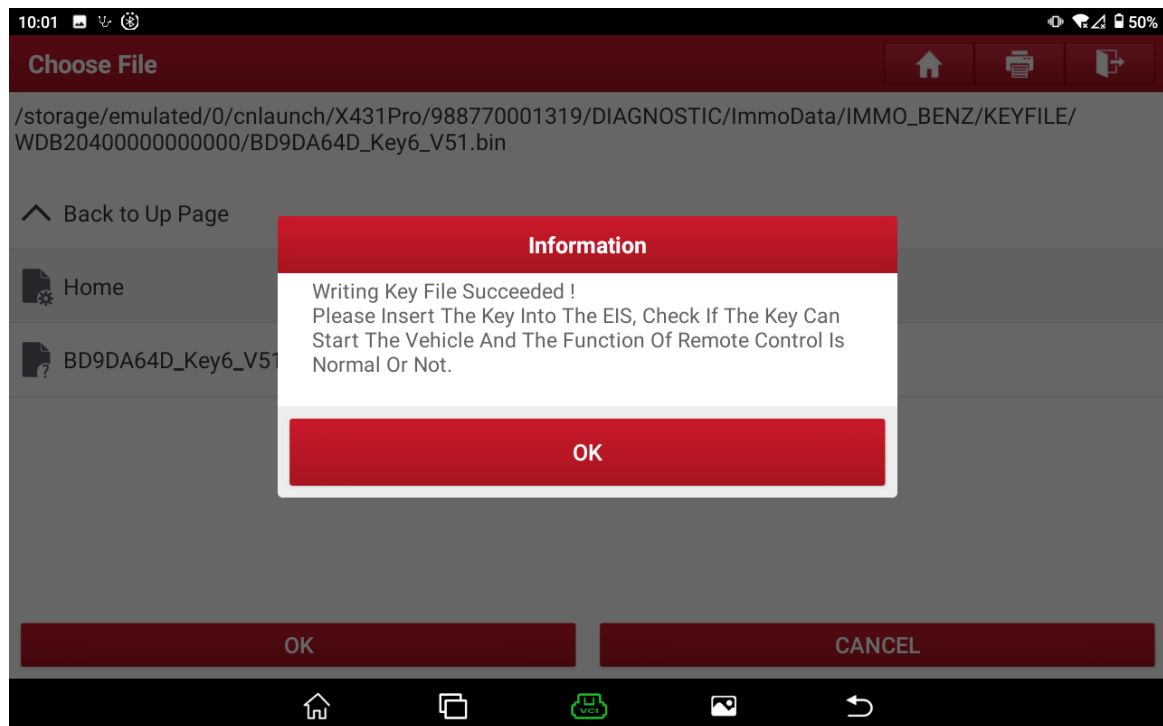 10:01
50%
Choose File
/storage/emulated/0/cnlaunch/X431Pro/988770001319/DIAGNOSTIC/ImmoData/IMMO_BENZ/KEYFILE/
WDB20400000000000/BD9DA64D_Key6_V51.bin
Back to Up Page
Home
BD9DA64D_Key6_V51
Information
Writing Key File Succeeded !
Please Insert The Key Into The EIS, Check If The Key Can
Start The Vehicle And The Function Of Remote Control Is
Normal Or Not.
OK
OK
CANCEL
VCI